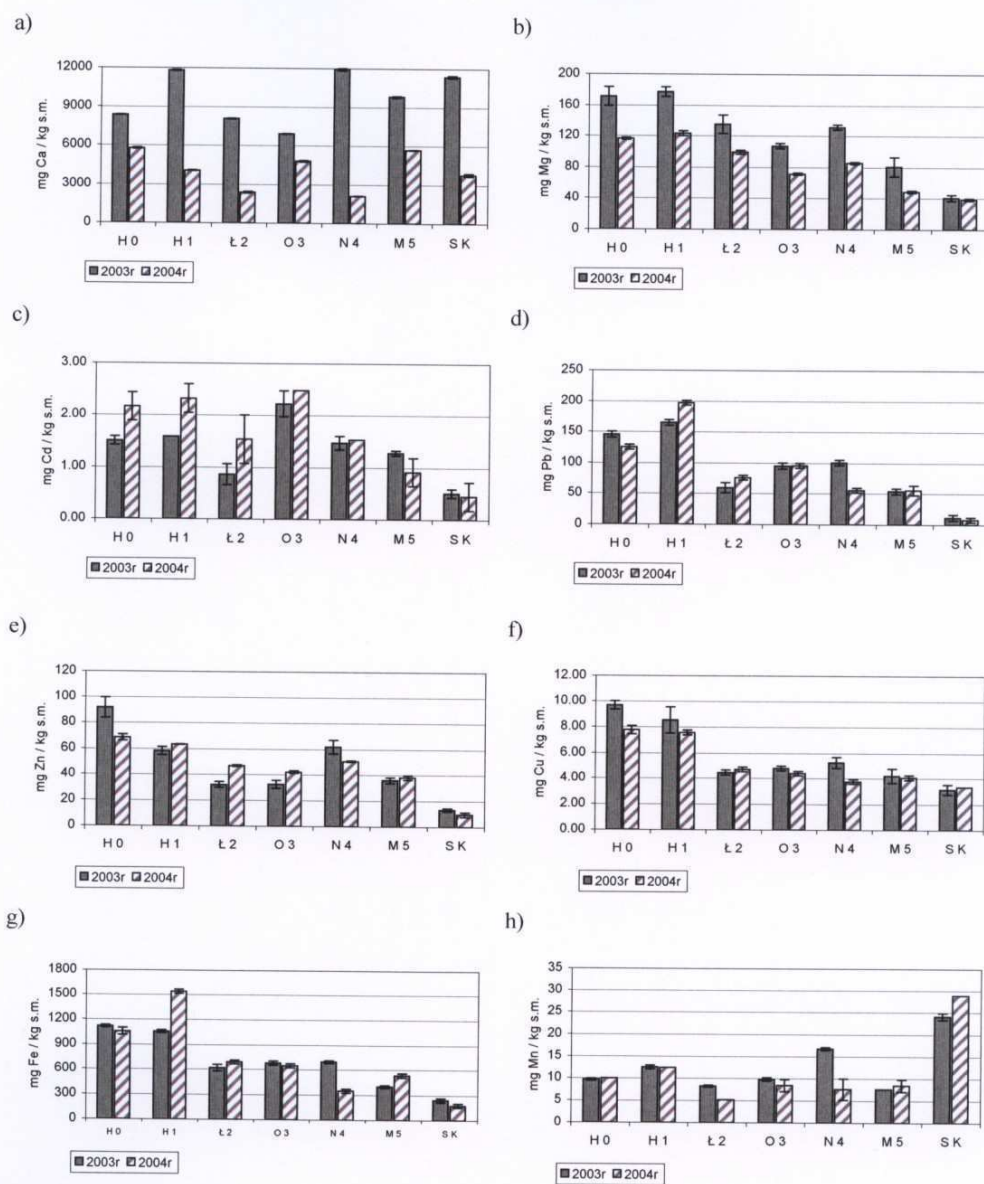 a)
mg Ca / kg s.m.
12000
9000
6000
3000
0
H 0 H 1 Ł 2 O 3 N 4 M 5 S K
2003r 2004r
b)
mg Mg / kg s.m.
200
160
120
80
40
0
H 0 H 1 Ł 2 O 3 N 4 M 5 S K
2003r 2004r
c)
mg Cd / kg s.m.
3.00
2.00
1.00
0.00
H 0 H 1 Ł 2 O 3 N 4 M 5 S K
2003r 2004r
d)
mg Pb / kg s.m.
250
200
150
100
50
0
H 0 H 1 Ł 2 O 3 N 4 M 5 S K
2003r 2004r
e)
mg Zn / kg s.m.
120
100
80
60
40
20
0
H 0 H 1 Ł 2 O 3 N 4 M 5 S K
2003r 2004r
f)
mg Cu / kg s.m.
12.00
10.00
8.00
6.00
4.00
2.00
0.00
H 0 H 1 Ł 2 O 3 N 4 M 5 S K
2003r 2004r
g)
mg Fe / kg s.m.
1800
1500
1200
900
600
300
0
H 0 H 1 Ł 2 O 3 N 4 M 5 S K
2003r 2004r
h)
mg Mn / kg s.m.
35
30
25
20
15
10
5
0
H 0 H 1 Ł 2 O 3 N 4 M 5 S K
2003r 2004r